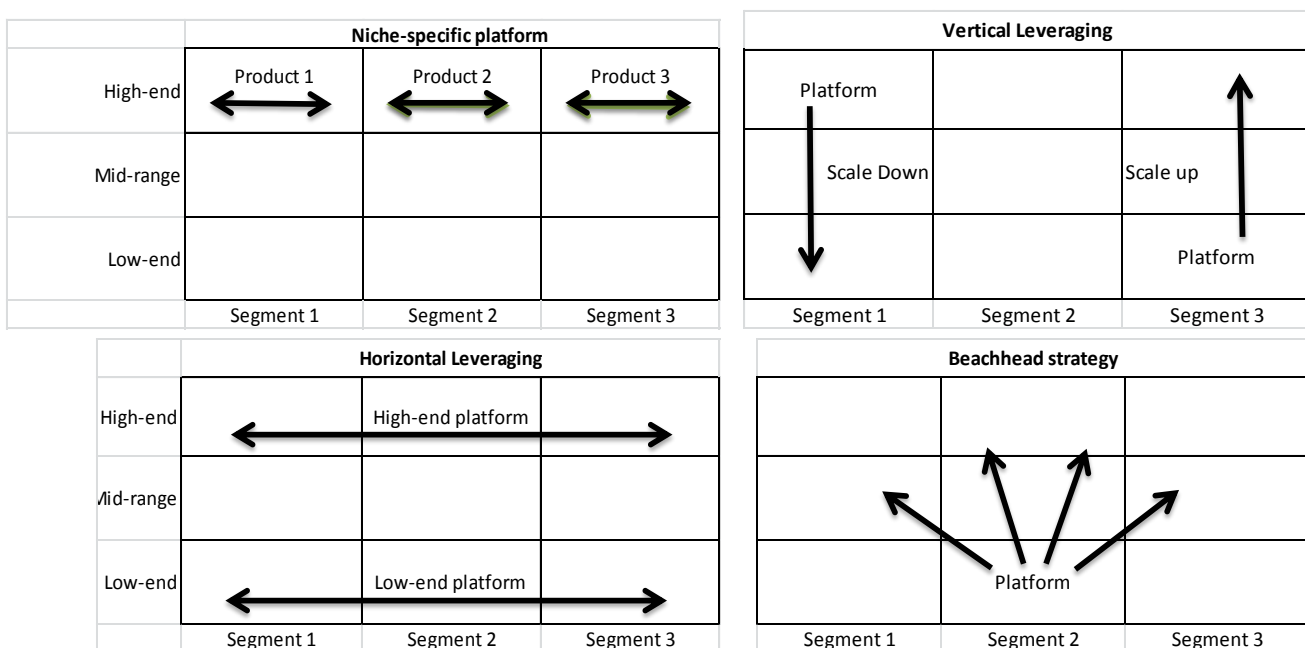 Niche-specific platform
High-end
Product 1
Product 2
Product 3
Mid-range
Low-end
Segment 1
Segment 2
Segment 3
Vertical Leveraging
Platform
Scale Down
Scale up
Platform
Segment 1
Segment 2
Segment 3
Horizontal Leveraging
High-end
High-end platform
Mid-range
Low-end
Low-end platform
Segment 1
Segment 2
Segment 3
Beachhead strategy
Platform
Segment 1
Segment 2
Segment 3